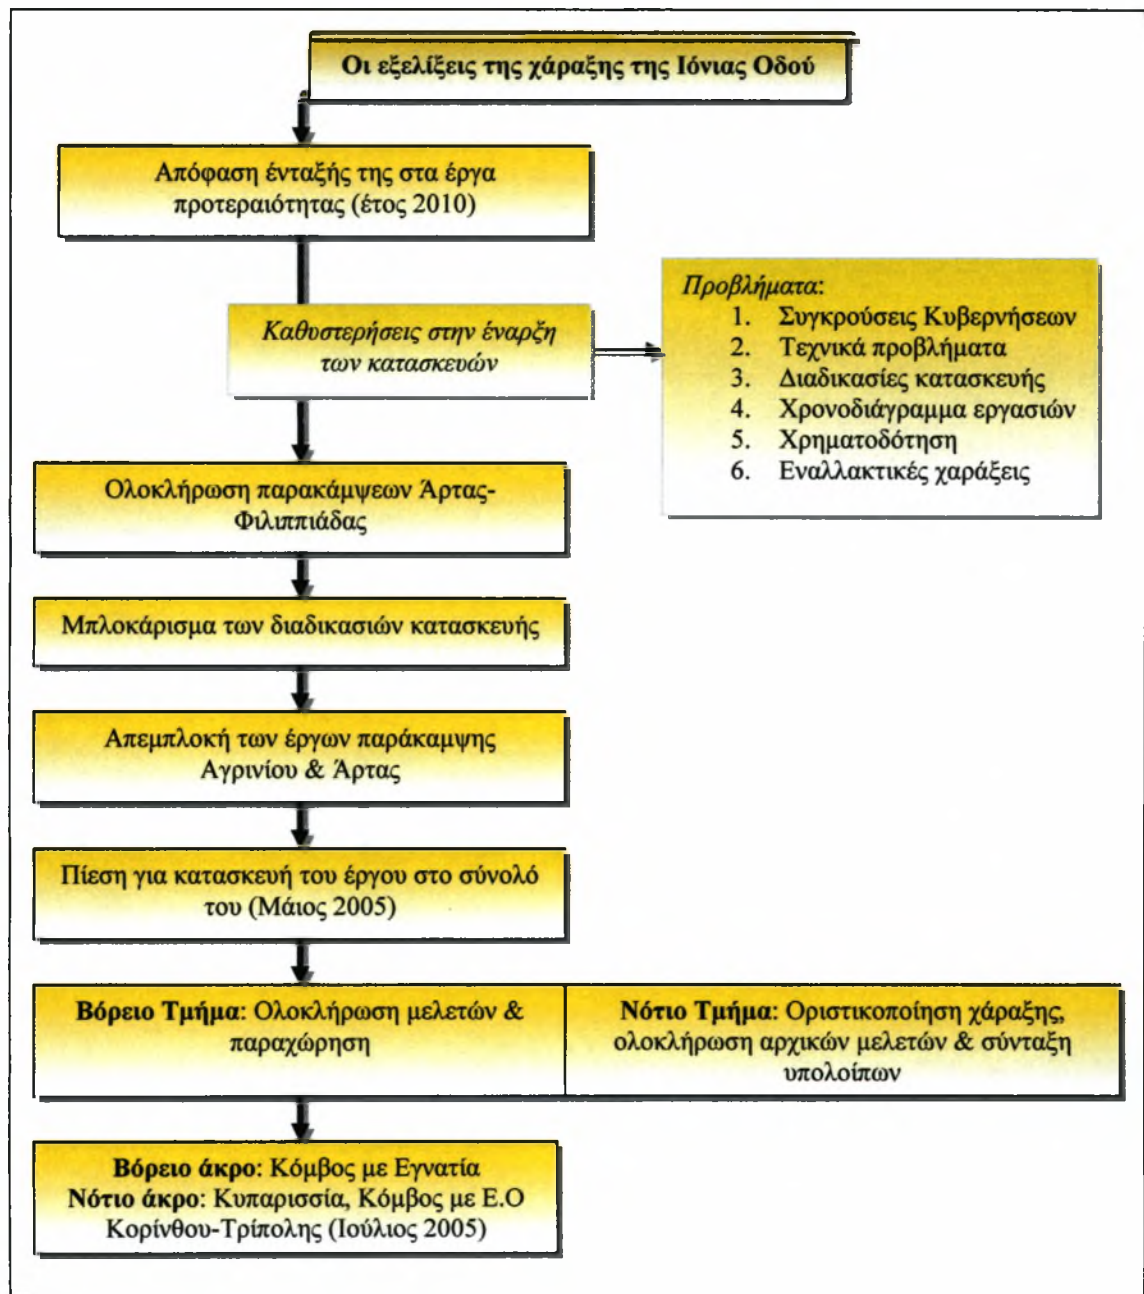 Οι εξελίξεις της χάραξης της Ιόνιας Οδού
Απόφαση ένταξής της στα έργα
προτεραιότητας (έτος 2010)
Καθυστερήσεις στην έναρξη
των κατασκευών
Προβλήματα:
1. Συγκρούσεις Κυβερνήσεων
2. Τεχνικά προβλήματα
3. Διαδικασίες κατασκευής
4. Χρονοδιάγραμμα εργασιών
5. Χρηματοδότηση
6. Εναλλακτικές χαράξεις
Ολοκλήρωση παρακάμψεων Άρτας-
Φιλιππιάδας
Μπλοκάρισμα των διαδικασιών κατασκευής
Απεμπλοκή των έργων παράκαμψης
Αγρινίου & Άρτας
Πίεση για κατασκευή του έργου στο σύνολό
του (Μάιος 2005)
Βόρειο Τμήμα: Ολοκλήρωση μελετών &
παραχώρηση
Νότιο Τμήμα: Οριστικοποίηση χάραξης,
ολοκλήρωση αρχικών μελετών & σύνταξη
υπολοίπων
Βόρειο άκρο: Κόμβος με Εγνατία
Νότιο άκρο: Κυπαρισσία, Κόμβος με Ε.Ο
Κορίνθου-Τρίπολης (Ιούλιος 2005)